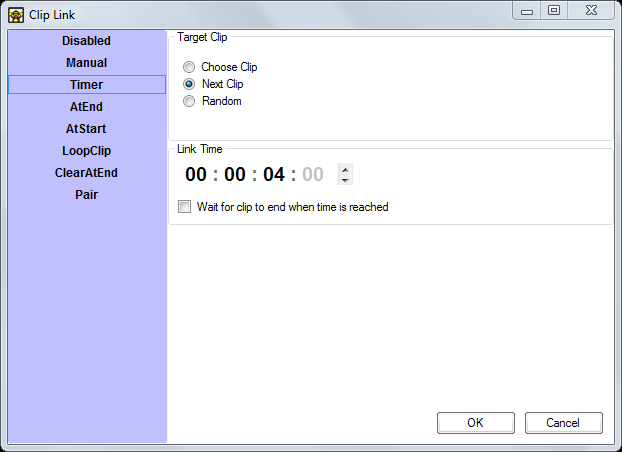 Clip Link
Disabled
Manual
Timer
AtEnd
AtStart
LoopClip
ClearAtEnd
Pair
Target Clip
Choose Clip
Next Clip
Random
Link Time
00 : 00 : 04 : 00
Wait for clip to end when time is reached
OK
Cancel